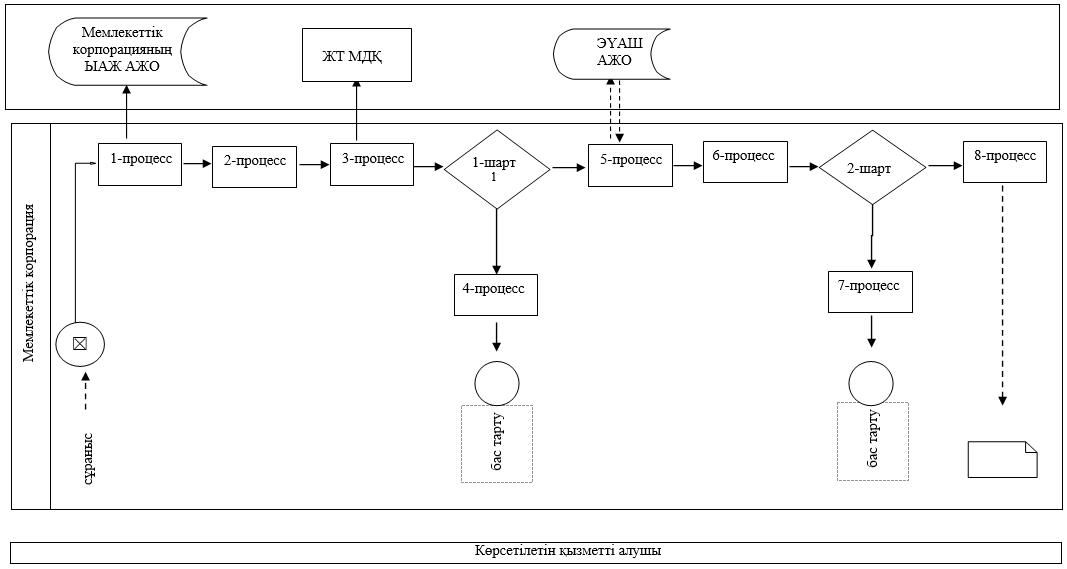 Мемлекеттік
корпорацияның
ЫАЖ АЖО
ЖТ МДҚ
ЭҮАШ
АЖО
1-процесс
2-процесс
3-процесс
1-шарт
1
5-процесс
6-процесс
2-шарт
8-процесс
4-процесс
7-процесс
Мемлекеттік корпорация
сұраныс
бас тарту
бас тарту
Көрсетілетін қызметті алушы